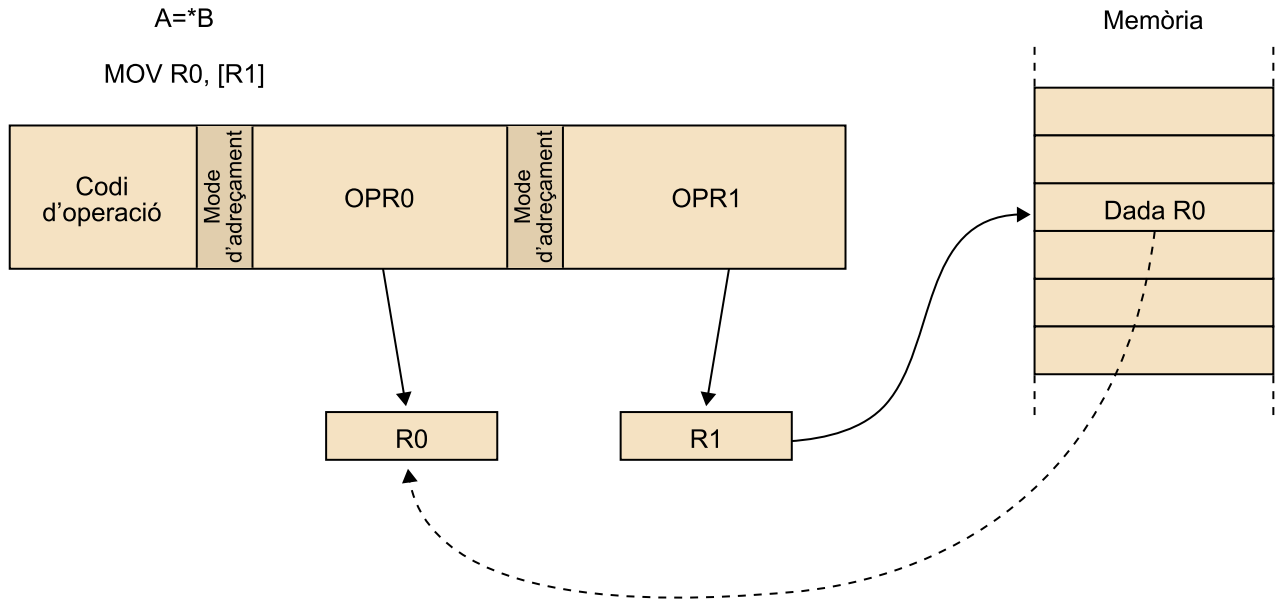 A=*B
Memòria
MOV R0, [R1]
Codi
d'operació
Mode
d'adreçament
OPR0
Mode
d'adreçament
OPR1
Dada R0
R0
R1